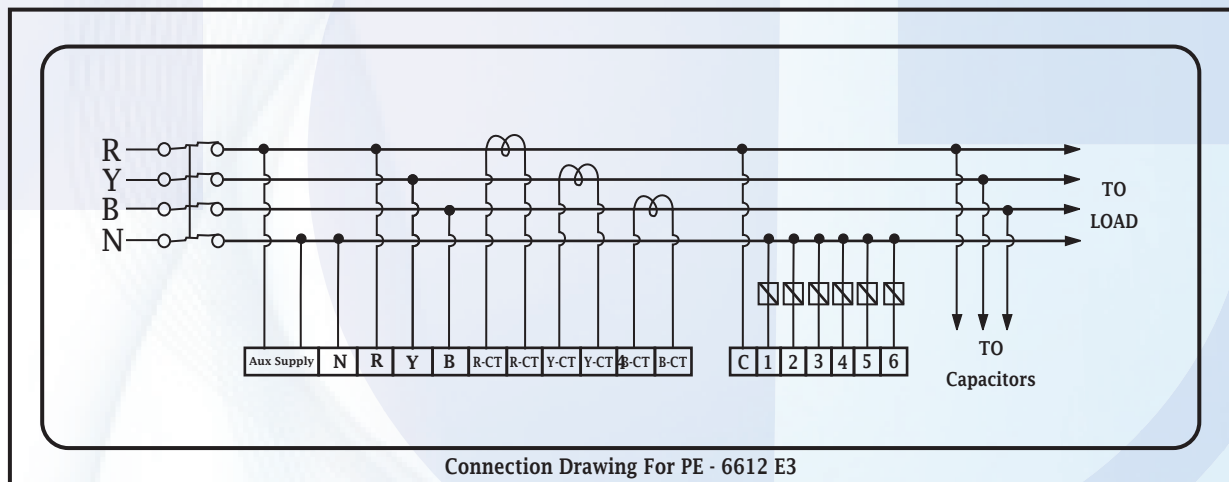 R
Y
B
N
TO
LOAD
Aux Supply N R Y B R-CT R-CT Y-CT Y-CT 4 B-CT B-CT
C 1 2 3 4 5 6
TO
Capacitors
Connection Drawing For PE - 6612 E3